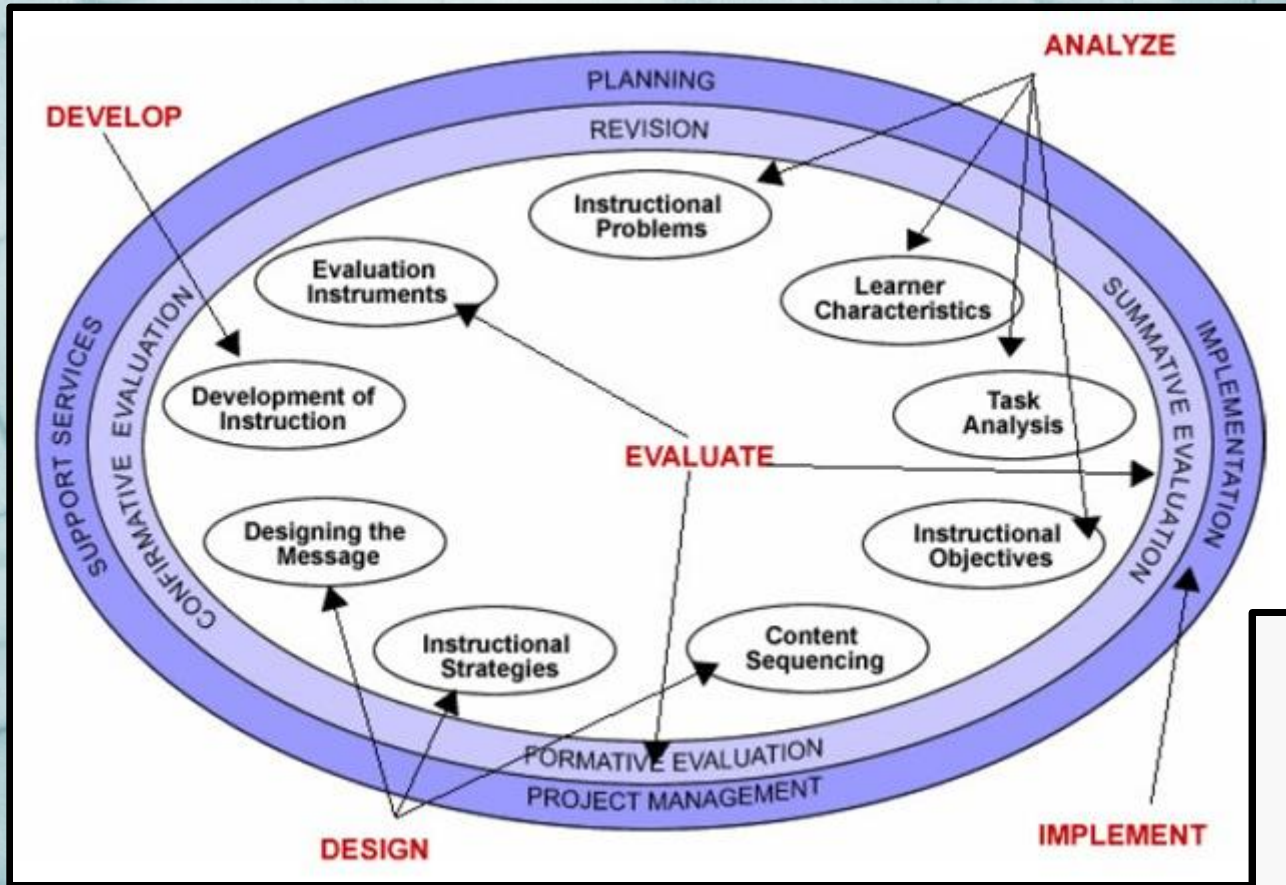 ANALYZE
PLANNING
DEVELOP
REVISION
Instructional
Problems
Evaluation
Instruments
Learner
Characteristics
SUPPORT SERVICES
CONFIRMATIVE EVALUATION
SUMMATIVE EVALUATION
IMPLEMENTATION
Development of
Instruction
Task
Analysis
EVALUATE
Designing the
Message
Instructional
Objectives
Instructional
Strategies
Content
Sequencing
FORMATIVE EVALUATION
PROJECT MANAGEMENT
DESIGN
IMPLEMENT